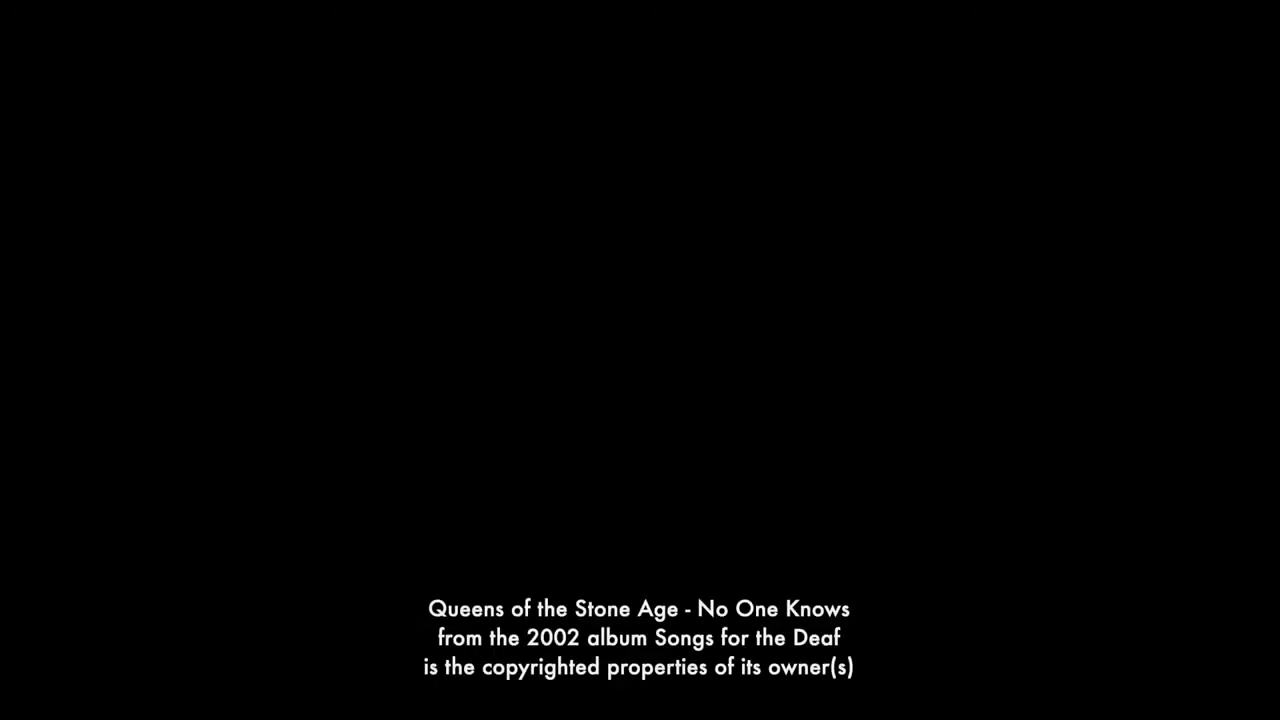 Queens of the Stone Age - No One Knows
from the 2002 album Songs for the Deaf
is the copyrighted properties of its owner(s)